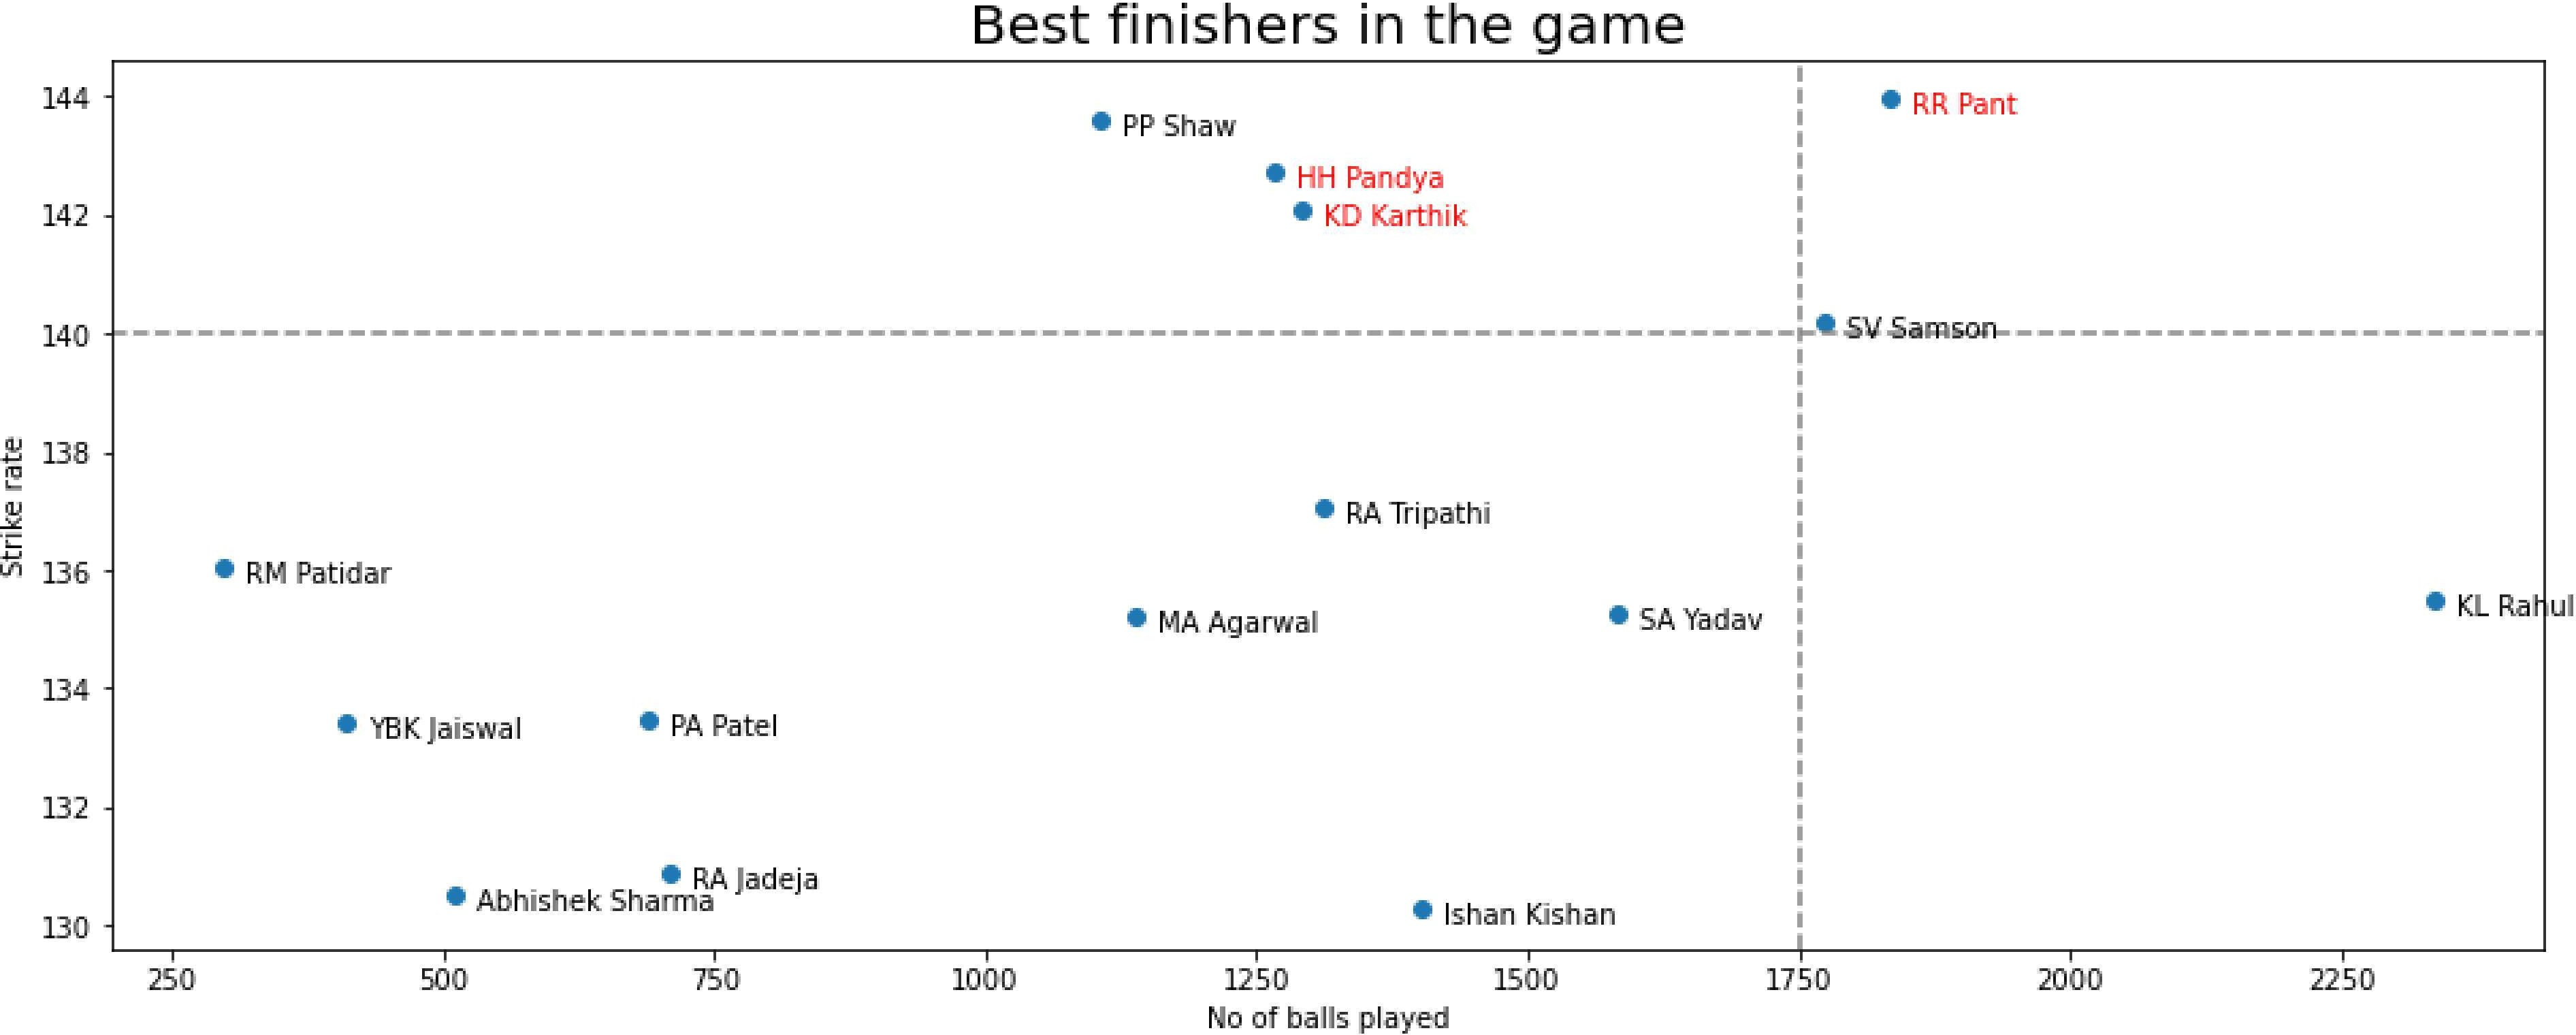 Best finishers in the game
144
142
140
138
136
134
132
130
Strike rate
RR Pant
PP Shaw
HH Pandya
KD Karthik
SV Samson
RA Tripathi
RM Patidar
KL Rahul
MA Agarwal
SA Yadav
YBK Jaiswal
PA Patel
RA Jadeja
Abhishek Sharma
Ishan Kishan
250 500 750 1000 1250 1500 1750 2000 2250
No of balls played